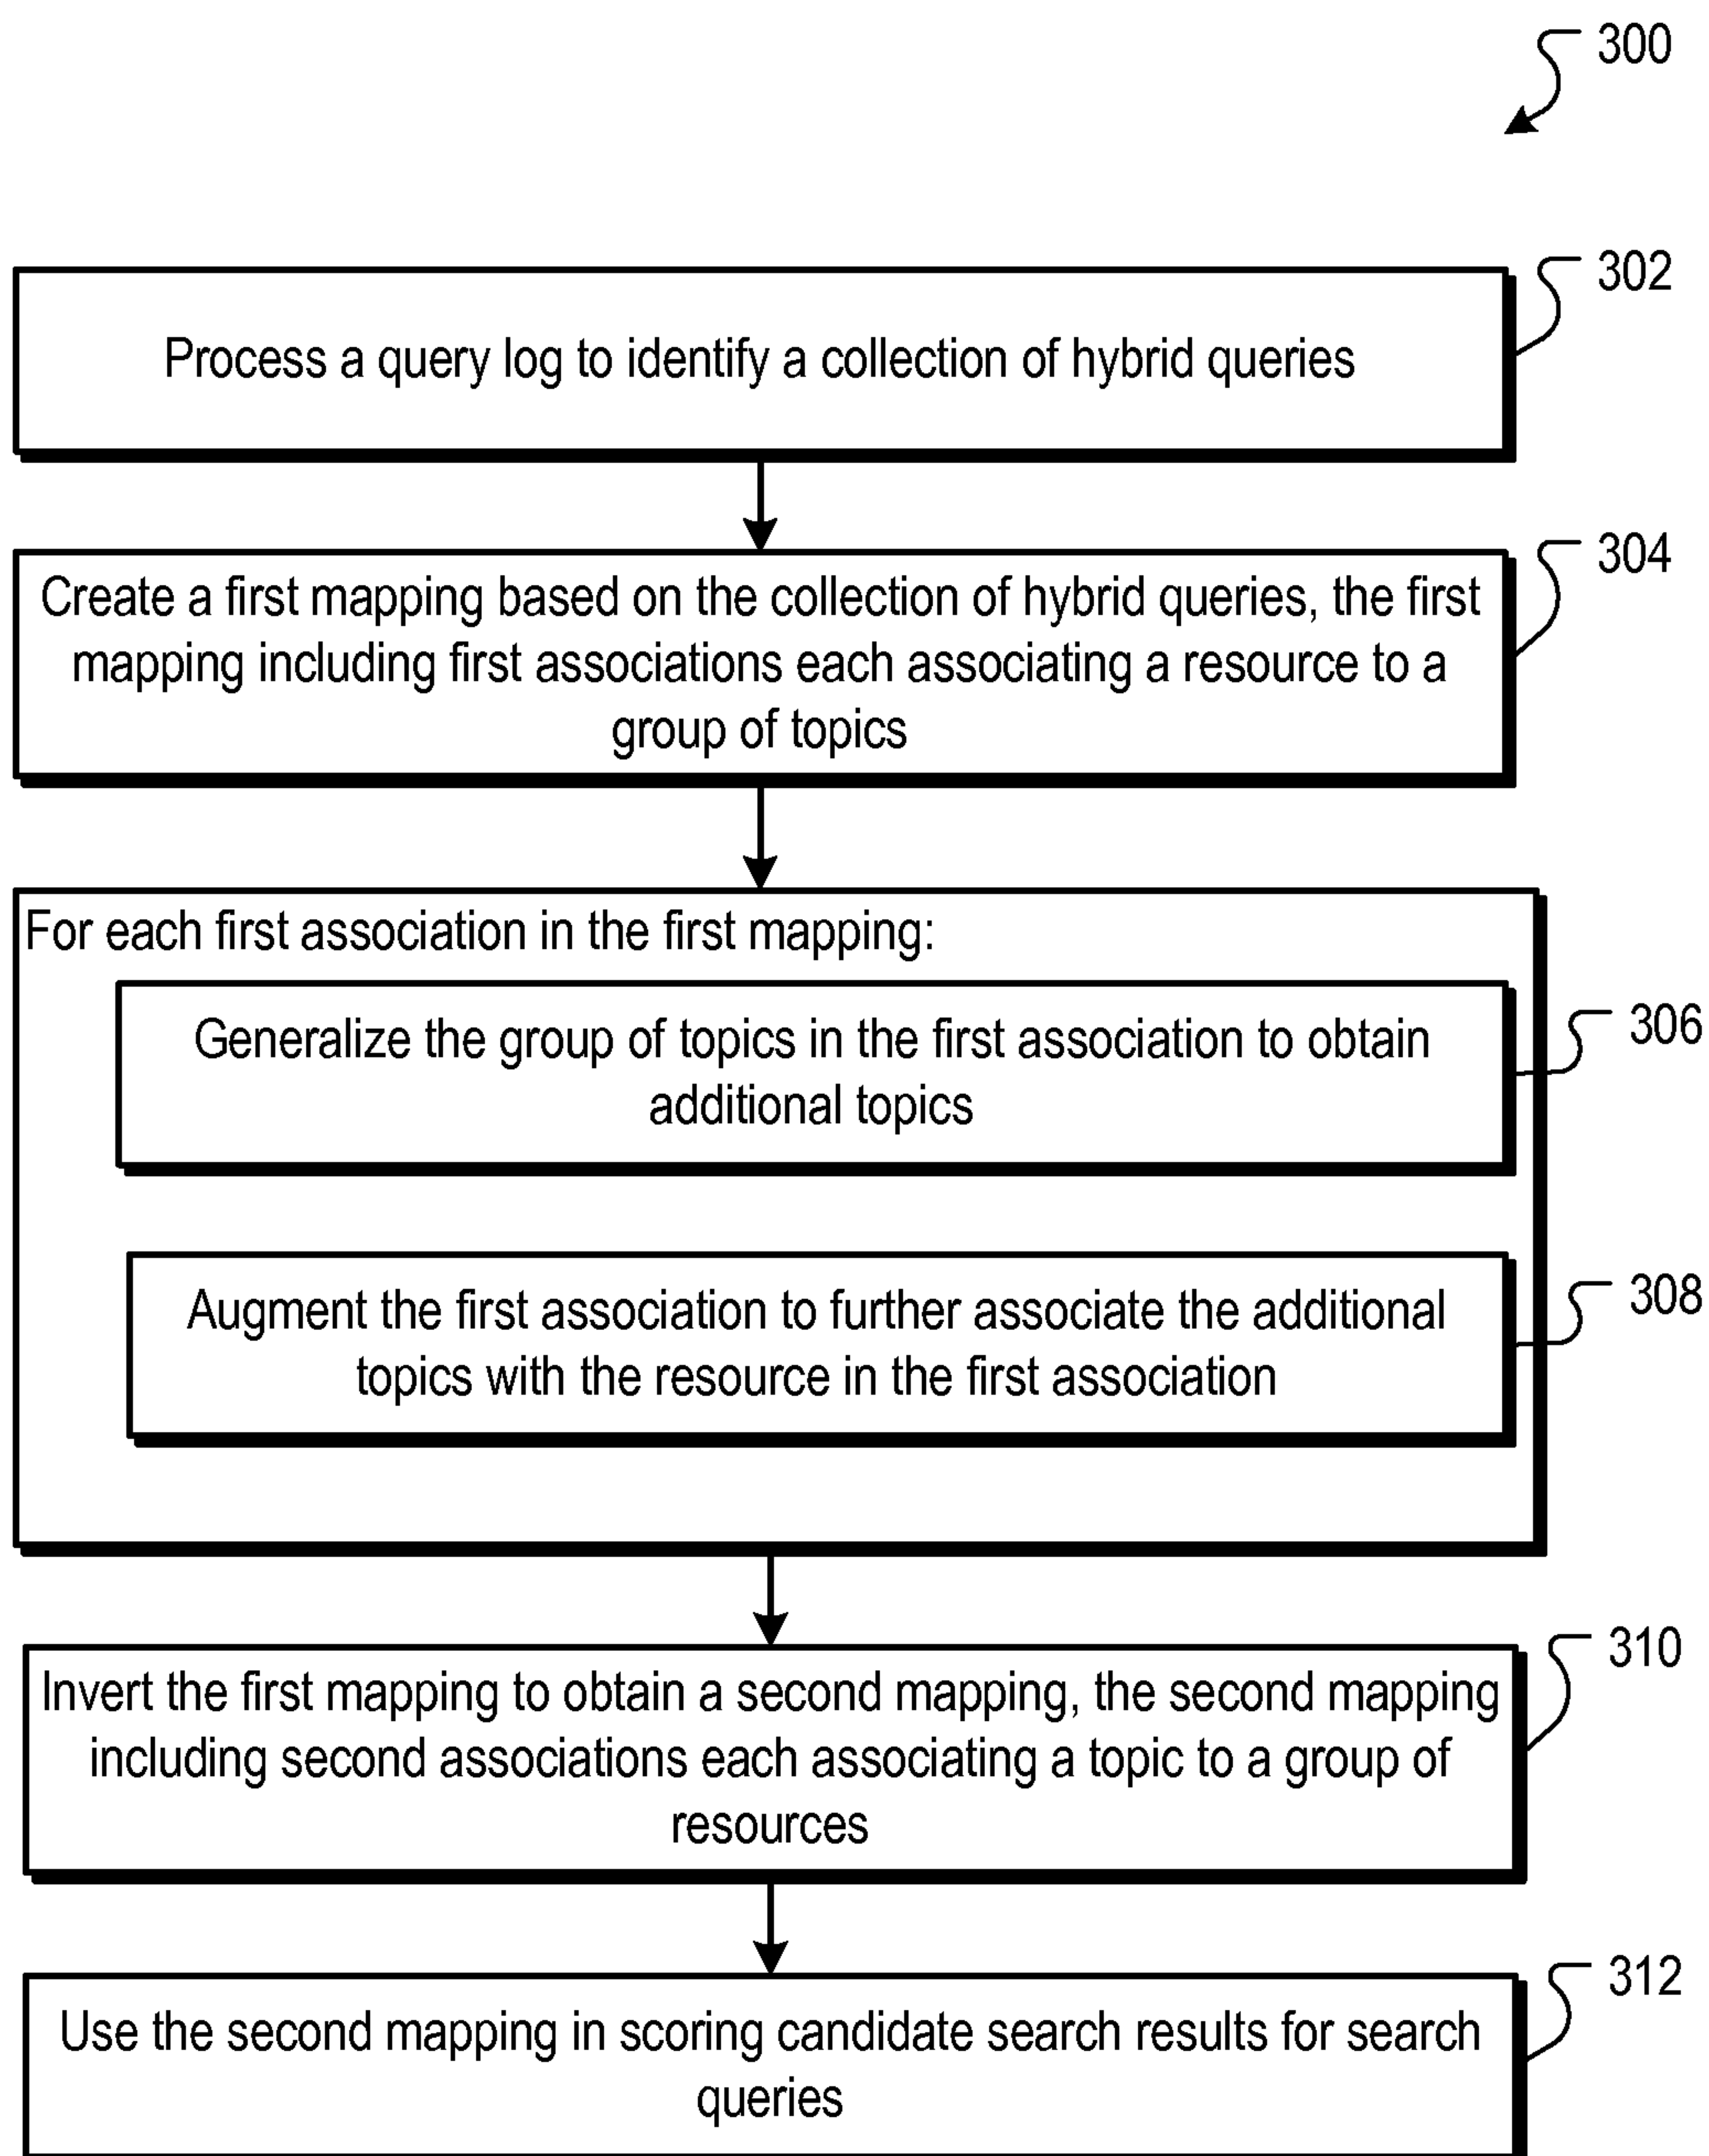 300
302
Process a query log to identify a collection of hybrid queries
304
Create a first mapping based on the collection of hybrid queries, the first
mapping including first associations each associating a resource to a
group of topics
For each first association in the first mapping:
306
Generalize the group of topics in the first association to obtain
additional topics
308
Augment the first association to further associate the additional
topics with the resource in the first association
310
Invert the first mapping to obtain a second mapping, the second mapping
including second associations each associating a topic to a group of
resources
312
Use the second mapping in scoring candidate search results for search
queries